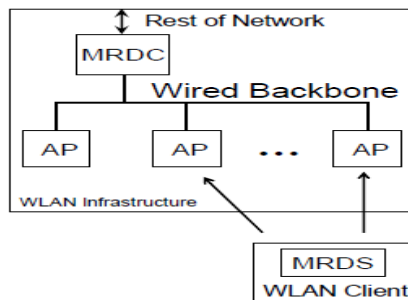 Rest of Network
MRDC
Wired Backbone
AP AP ... AP
WLAN Infrastructure
MRDS
WLAN Client